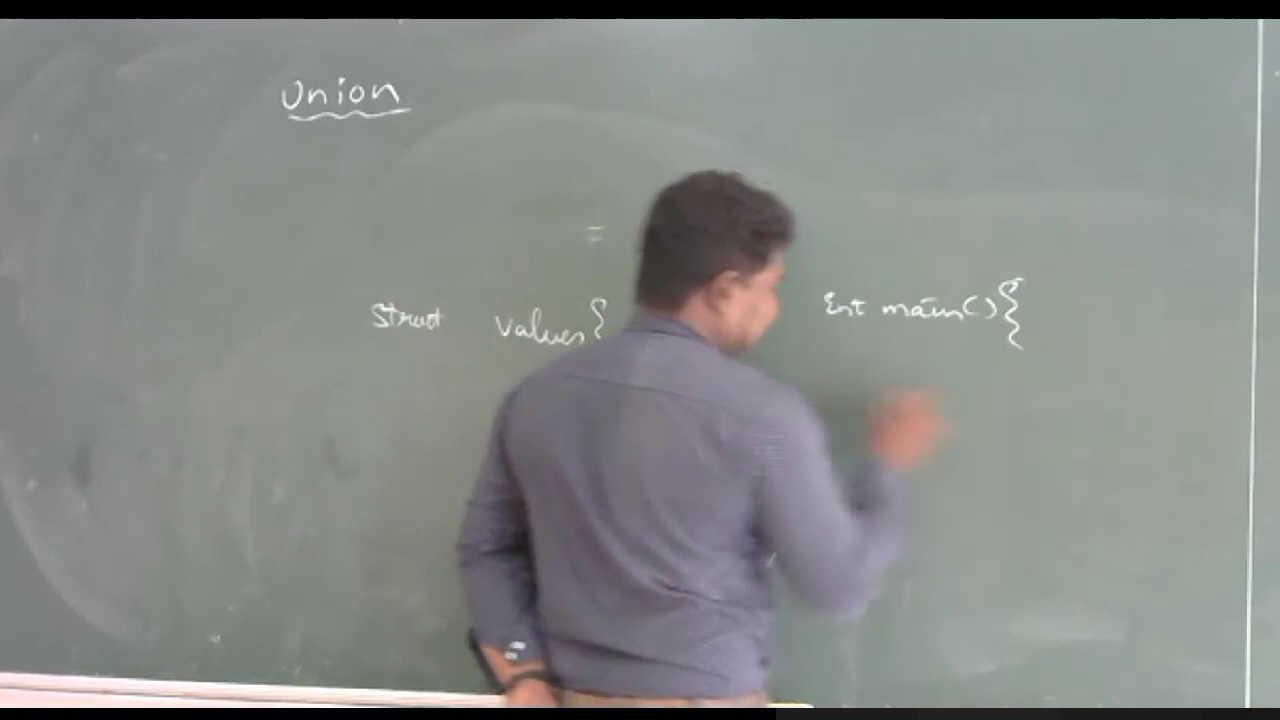 Union
=
Struct values{
int main(){